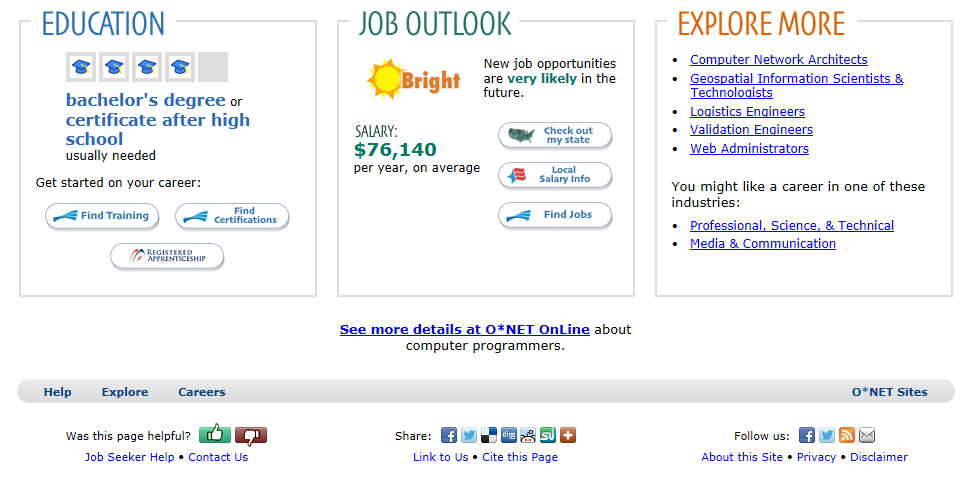 EDUCATION
bachelor's degree or
certificate after high
school
usually needed
Get started on your career:
Find Training
Find
Certifications
REGISTERED
APPRENTICESHIP
JOB OUTLOOK
Bright
New job opportunities
are very likely in the
future.
SALARY:
$76,140
per year, on average
Check out
my state
Local
Salary Info
Find Jobs
EXPLORE MORE
• Computer Network Architects
• Geospatial Information Scientists &
Technologists
• Logistics Engineers
• Validation Engineers
• Web Administrators
You might like a career in one of these
industries:
• Professional, Science, & Technical
• Media & Communication
See more details at O*NET OnLine about
computer programmers.
Help Explore Careers O*NET Sites
Was this page helpful? Share: Follow us:
Job Seeker Help • Contact Us Link to Us • Cite this Page About this Site • Privacy • Disclaimer